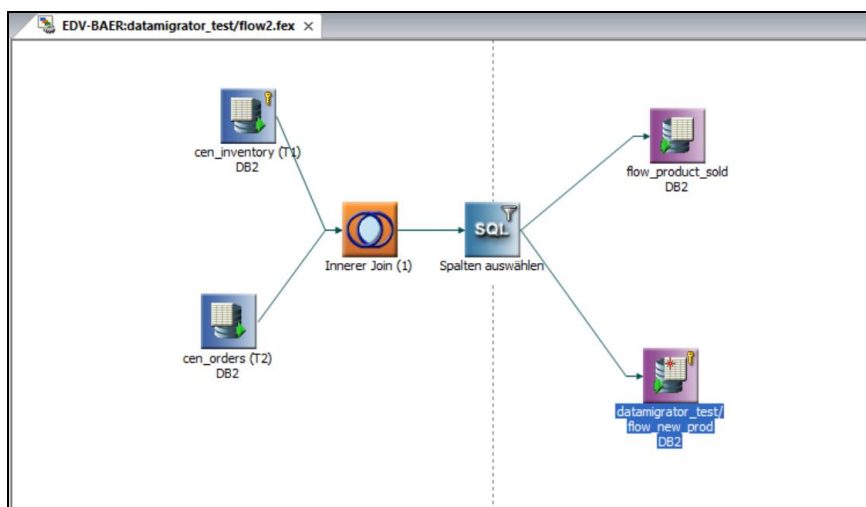 EDV-BAER:datamigrator_test/flow2.fex
cen_inventory (T1)
DB2
flow_product_sold
DB2
Innerer Join (1)
SQL
Spalten auswählen
cen_orders (T2)
DB2
datamigrator_test/
flow_new_prod
DB2